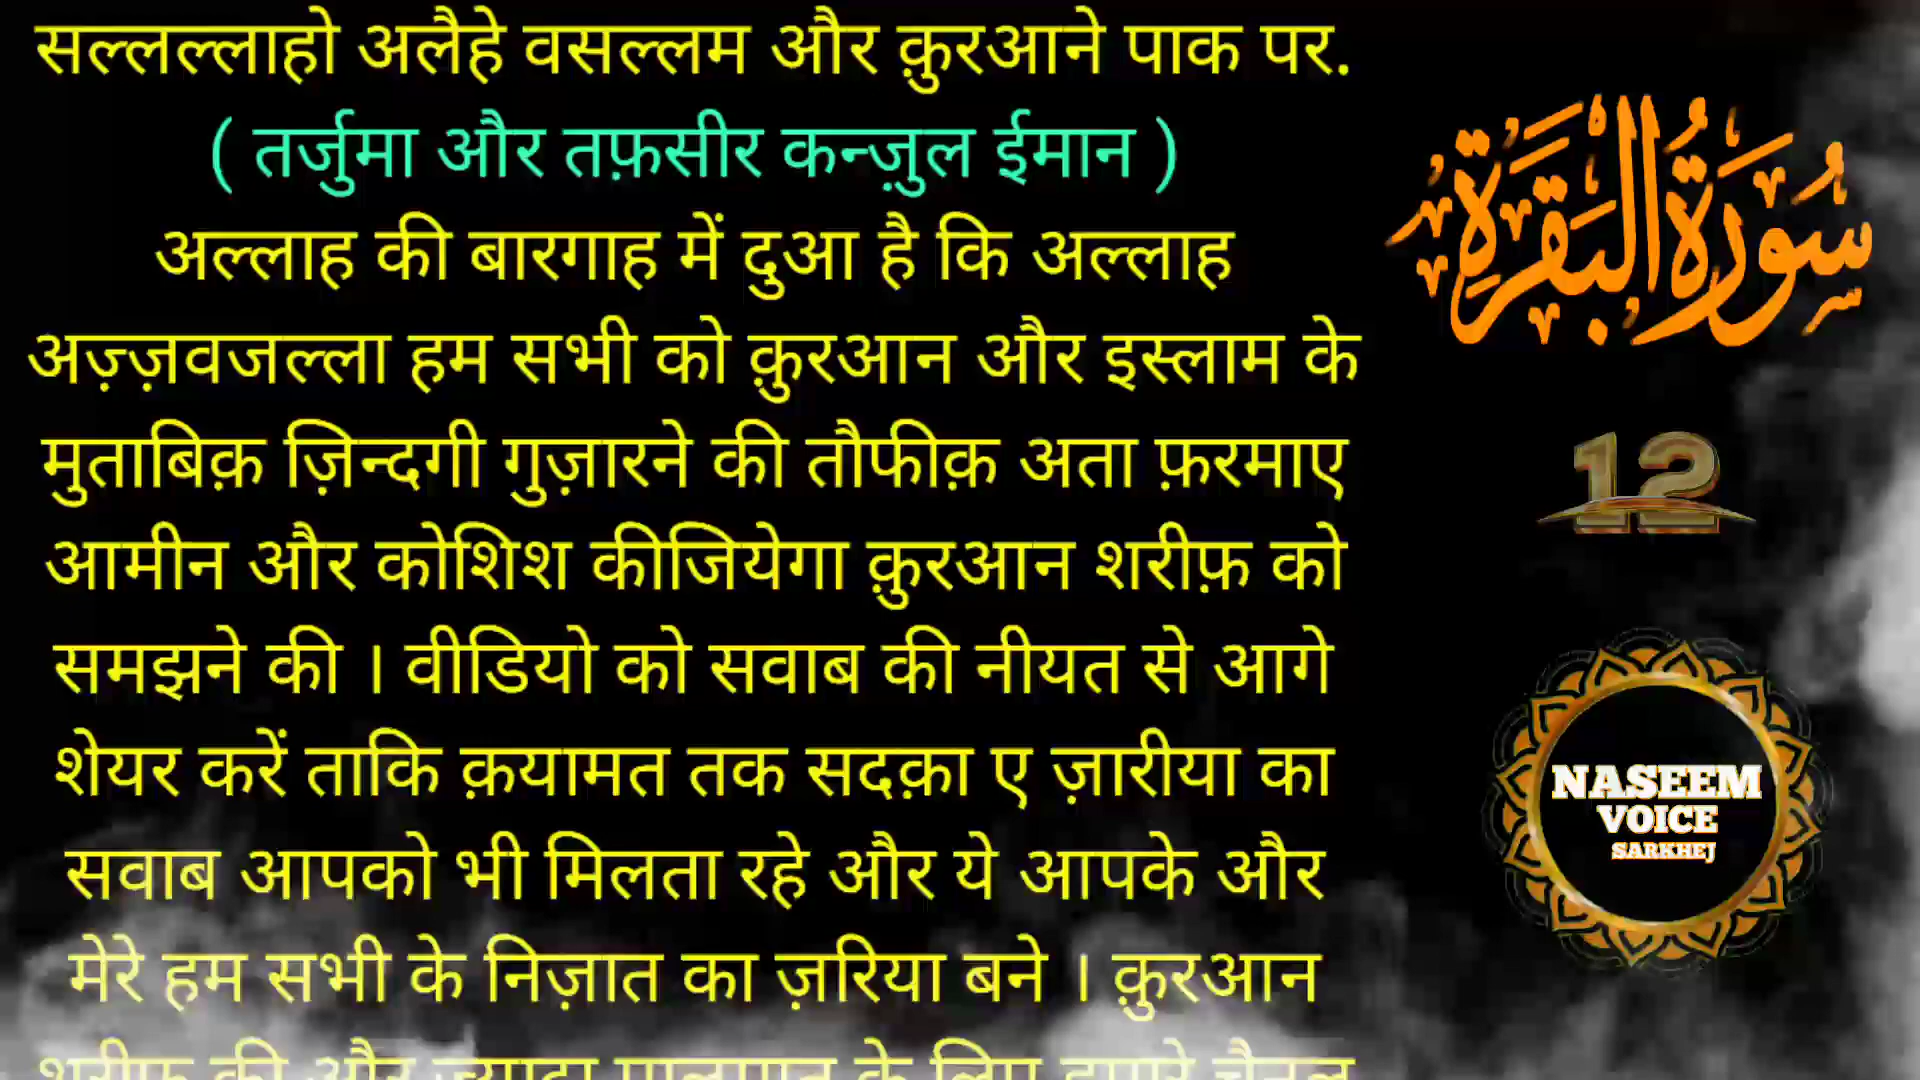 सल्लल्लाहो अलैहे वसल्लम और क़ुरआने पाक पर.
( तर्जुमा और तफ़सीर कन्ज़ुल ईमान )
अल्लाह की बारगाह में दुआ है कि अल्लाह
अज़्ज़वजल्ला हम सभी को क़ुरआन और इस्लाम के
मुताबिक़ ज़िन्दगी गुज़ारने की तौफीक़ अता फ़रमाए
आमीन और कोशिश कीजियेगा क़ुरआन शरीफ़ को
समझने की । वीडियो को सवाब की नीयत से आगे
शेयर करें ताकि क़यामत तक सदक़ा ए ज़ारीया का
सवाब आपको भी मिलता रहे और ये आपके और
मेरे हम सभी के निज़ात का ज़रिया बने । क़ुरआन
سُورَةُ البَقَرَةِ
12
NASEEM
VOICE
SARKHEJ